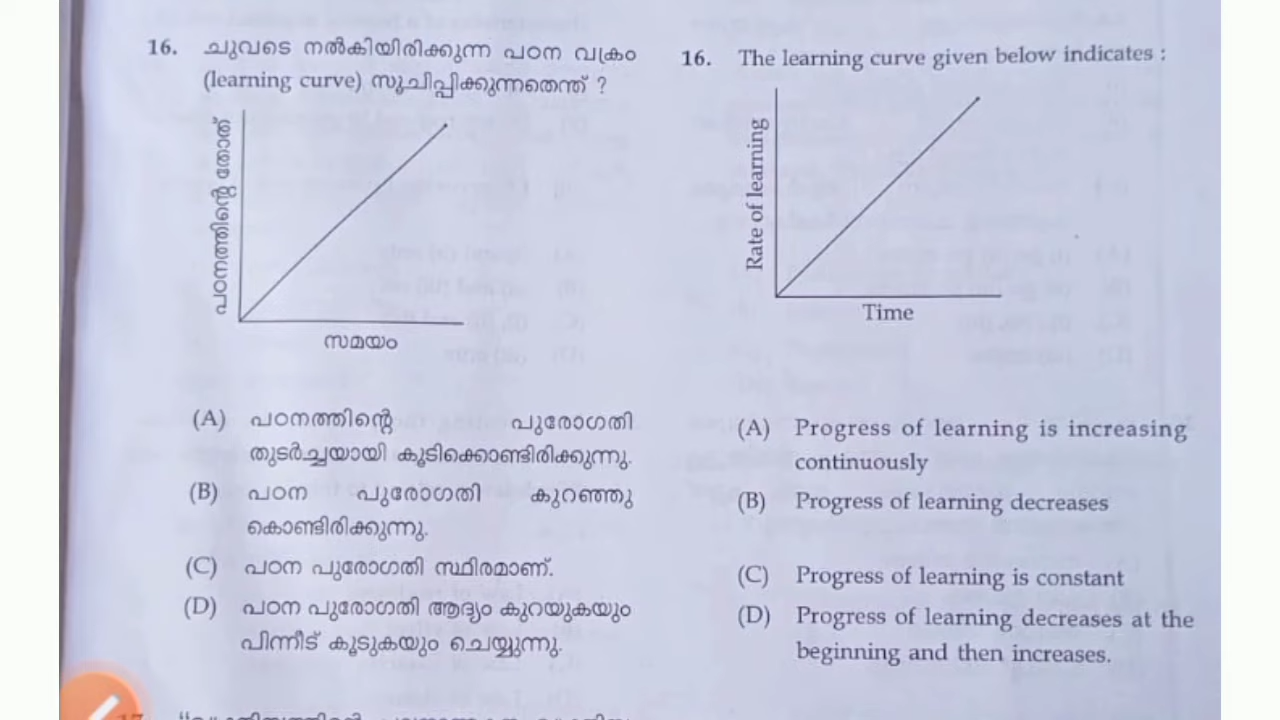 16. ചുവടെ നൽകിയിരിക്കുന്ന പഠന വക്രം
(learning curve) സൂചിപ്പിക്കുന്നതെന്ത് ?
പഠനത്തിന്റെ തോത്
സമയം
(A) പഠനത്തിന്റെ പുരോഗതി
തുടർച്ചയായി കൂടിക്കൊണ്ടിരിക്കുന്നു.
(B) പഠന പുരോഗതി കുറഞ്ഞു
കൊണ്ടിരിക്കുന്നു.
(C) പഠന പുരോഗതി സ്ഥിരമാണ്.
(D) പഠന പുരോഗതി ആദ്യം കുറയുകയും
പിന്നീട് കൂടുകയും ചെയ്യുന്നു.
16. The learning curve given below indicates :
Rate of learning
Time
(A) Progress of learning is increasing
continuously
(B) Progress of learning decreases
(C) Progress of learning is constant
(D) Progress of learning decreases at the
beginning and then increases.
17.